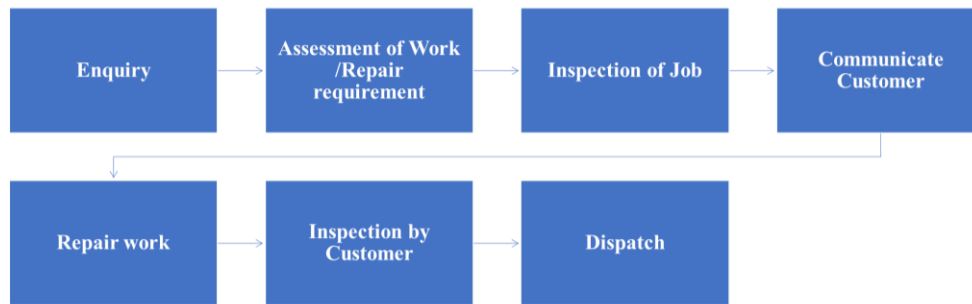 Enquiry
Assessment of Work
/Repair
requirement
Inspection of Job
Communicate
Customer
Repair work
Inspection by
Customer
Dispatch